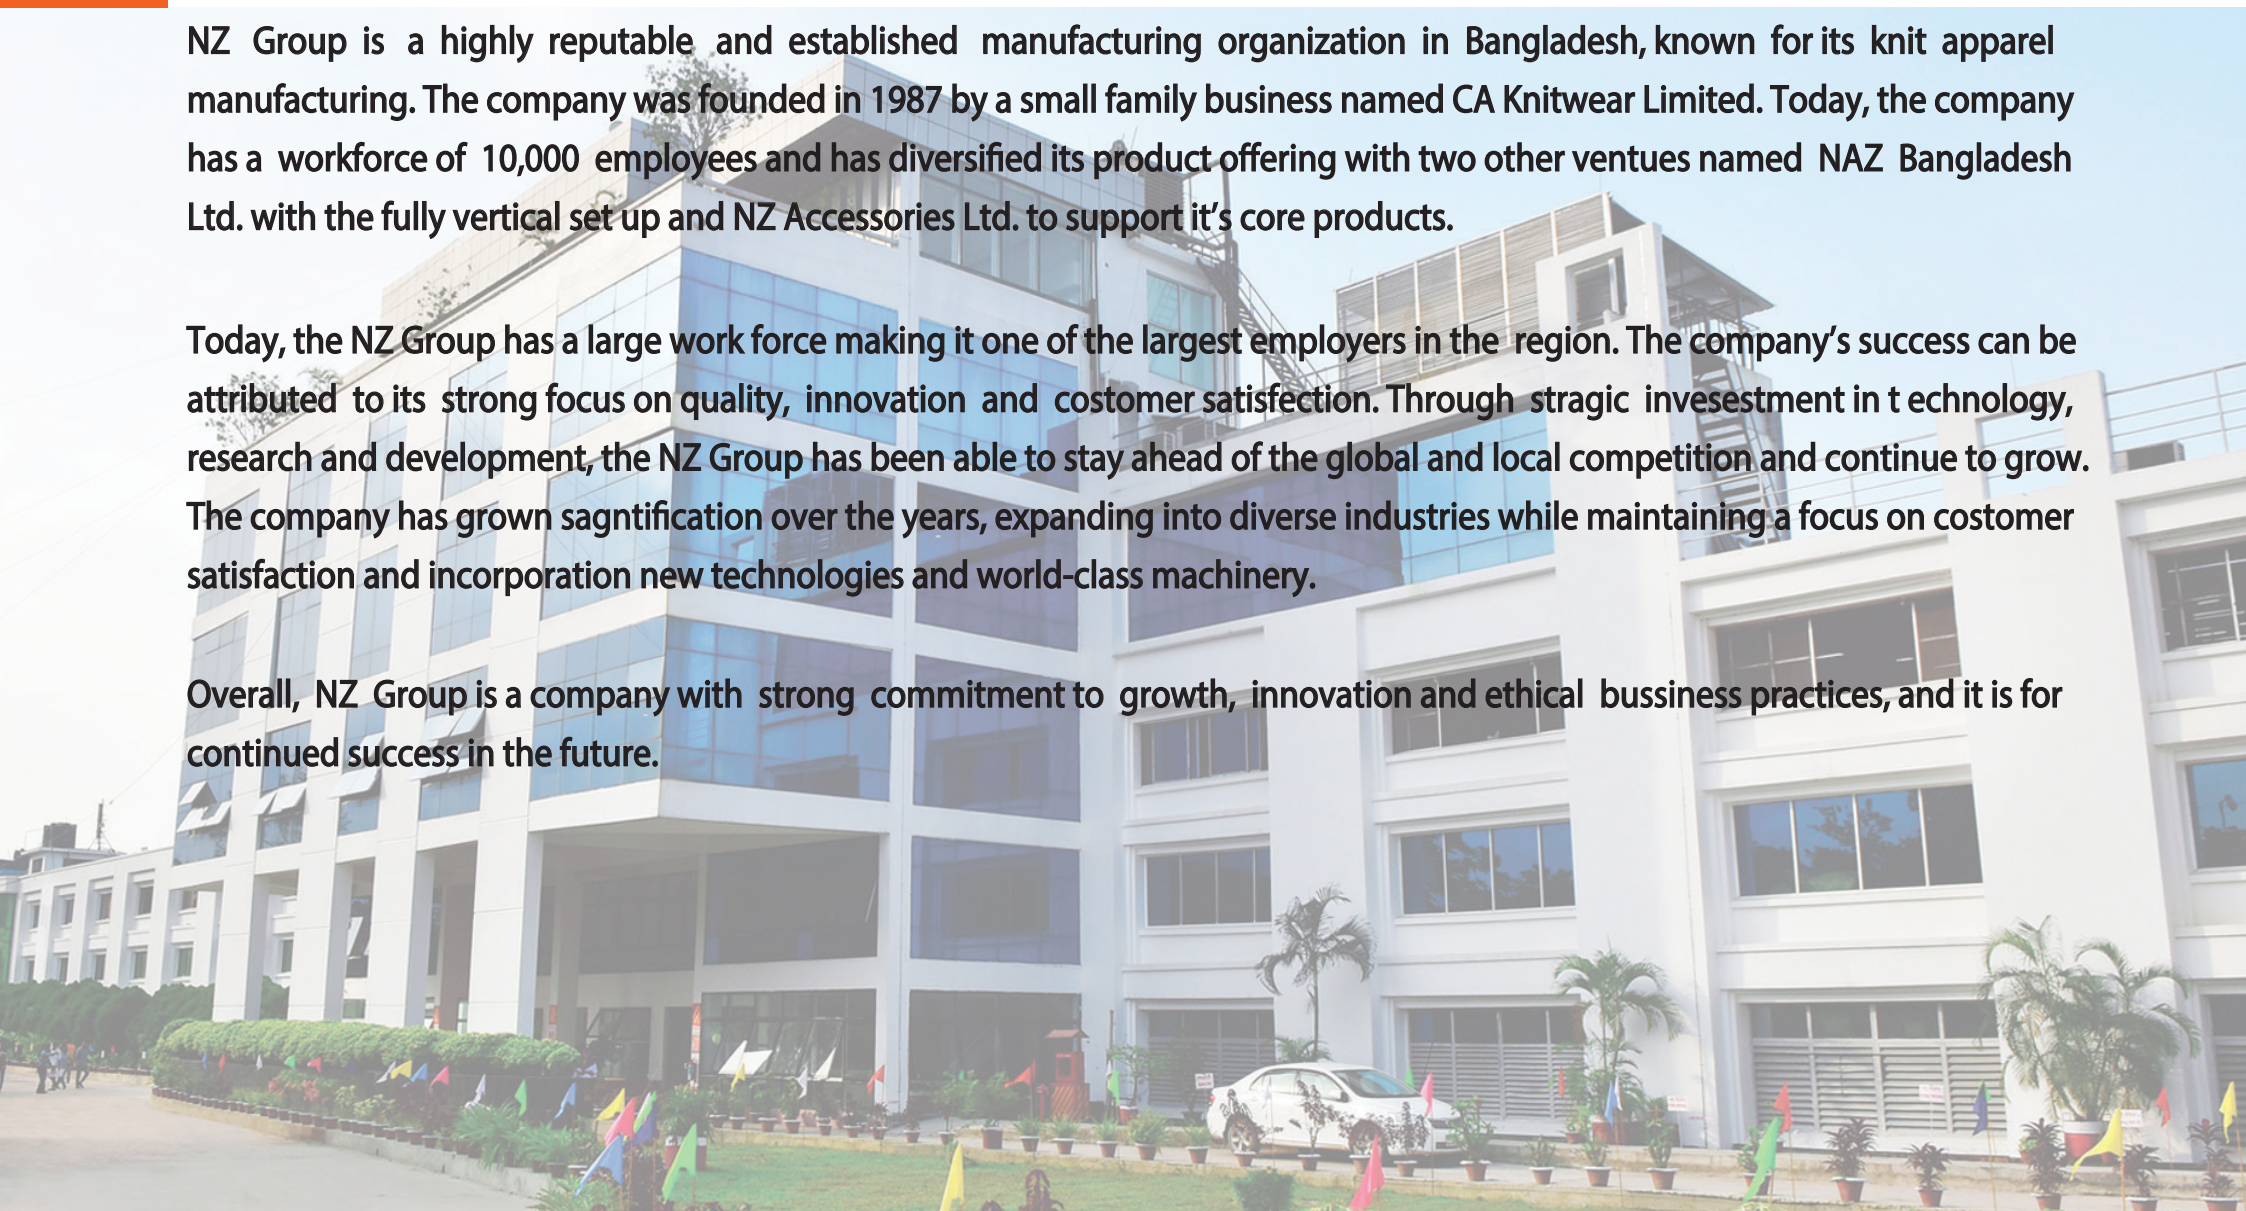 NZ Group is a highly reputable and established manufacturing organization in Bangladesh, known for its knit apparel
manufacturing. The company was founded in 1987 by a small family business named CA Knitwear Limited. Today, the company
has a workforce of 10,000 employees and has diversified its product offering with two other ventues named NAZ Bangladesh
Ltd. with the fully vertical set up and NZ Accessories Ltd. to support it’s core products.
Today, the NZ Group has a large work force making it one of the largest employers in the region. The company’s success can be
attributed to its strong focus on quality, innovation and costomer satisfection. Through stragic invesestment in t echnology,
research and development, the NZ Group has been able to stay ahead of the global and local competition and continue to grow.
The company has grown sagntification over the years, expanding into diverse industries while maintaining a focus on costomer
satisfaction and incorporation new technologies and world-class machinery.
Overall, NZ Group is a company with strong commitment to growth, innovation and ethical bussiness practices, and it is for
continued success in the future.